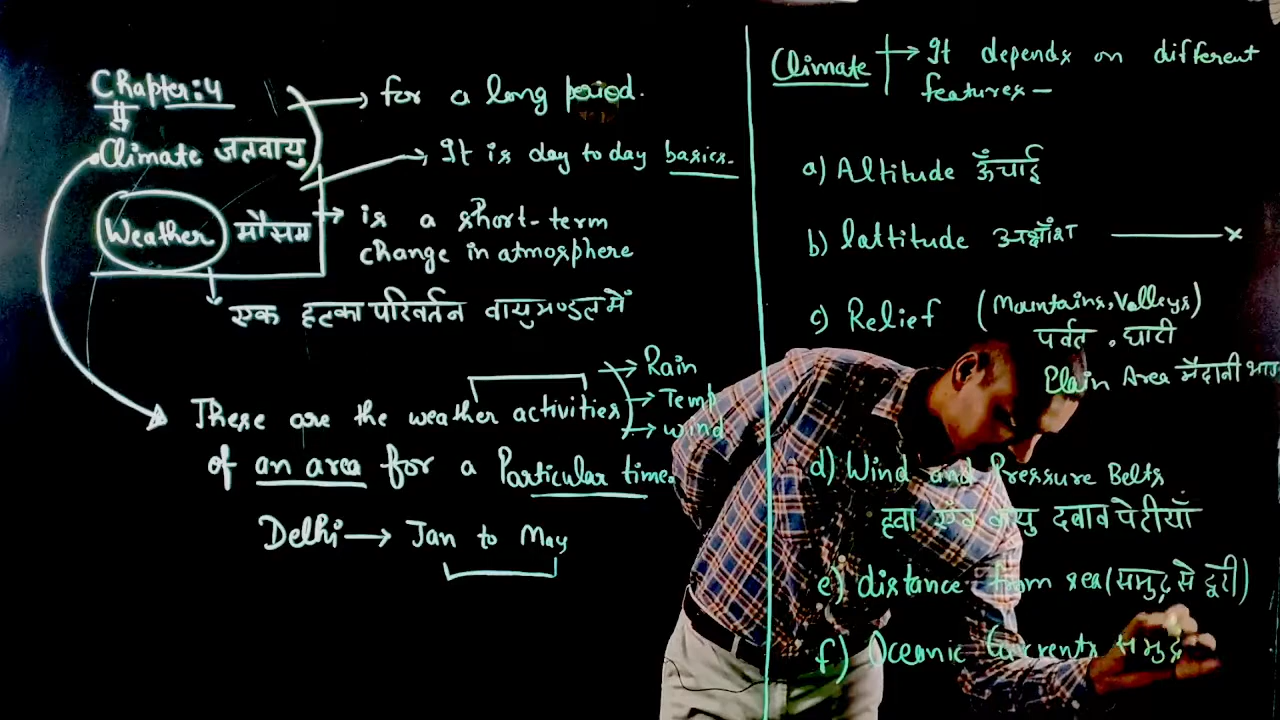 Chapter:4
Climate जलवायु
for a long period.
It is day to day basics.
Weather मौसम
is a short-term
change in atmosphere
एक हल्का परिवर्तन वायुमण्डल में
These are the weather activities
Rain
Temp
Wind
of an area for a Particular time.
Delhi → Jan to May
Climate → It depends on different
features –
a) Altitude ऊँचाई
b) lattitude अक्षांश
c) Relief (Mountains, Valleys)
पर्वत, घाटी
Plain Area मैदानी
d) Wind and Pressure Belts
हवा एंव वायु दबाव पेटीयाँ
e) distance from sea (समुद्र से दूरी)
f) Oceanic Currents समुद्र